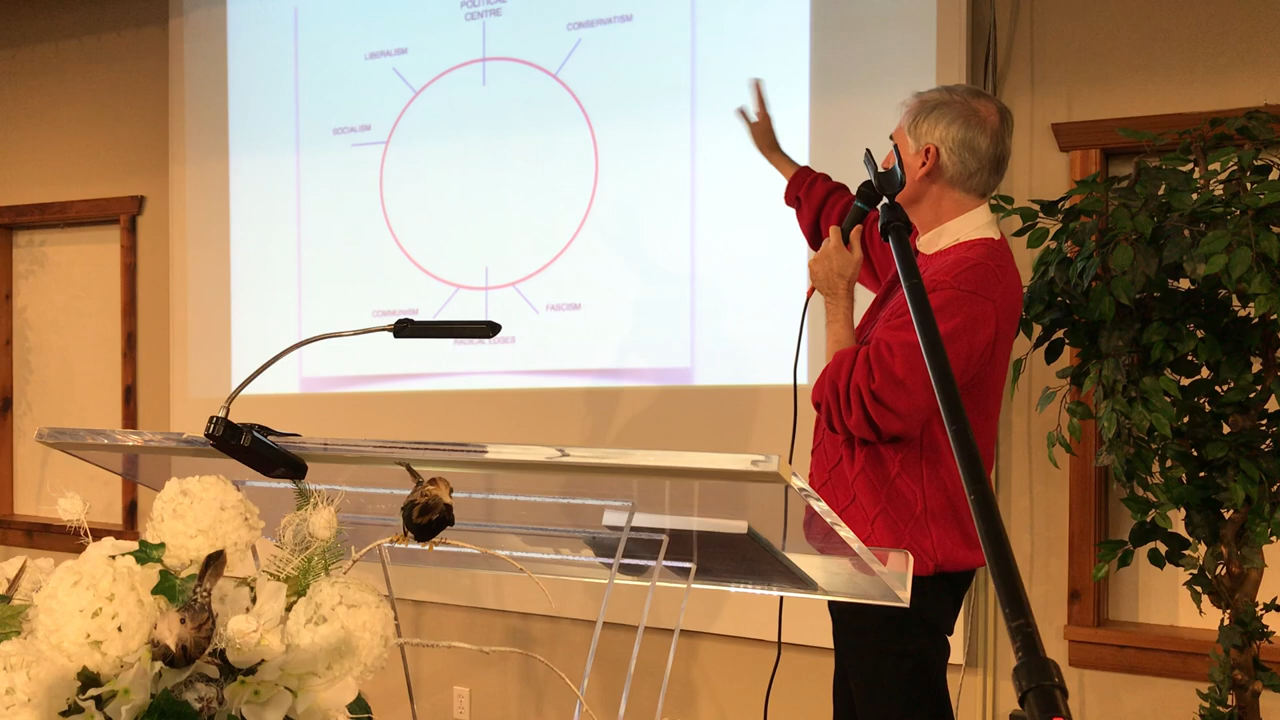 POLITICAL
CENTRE
CONSERVATISM
LIBERALISM
SOCIALISM
COMMUNISM
FASCISM
RADICAL EDGES